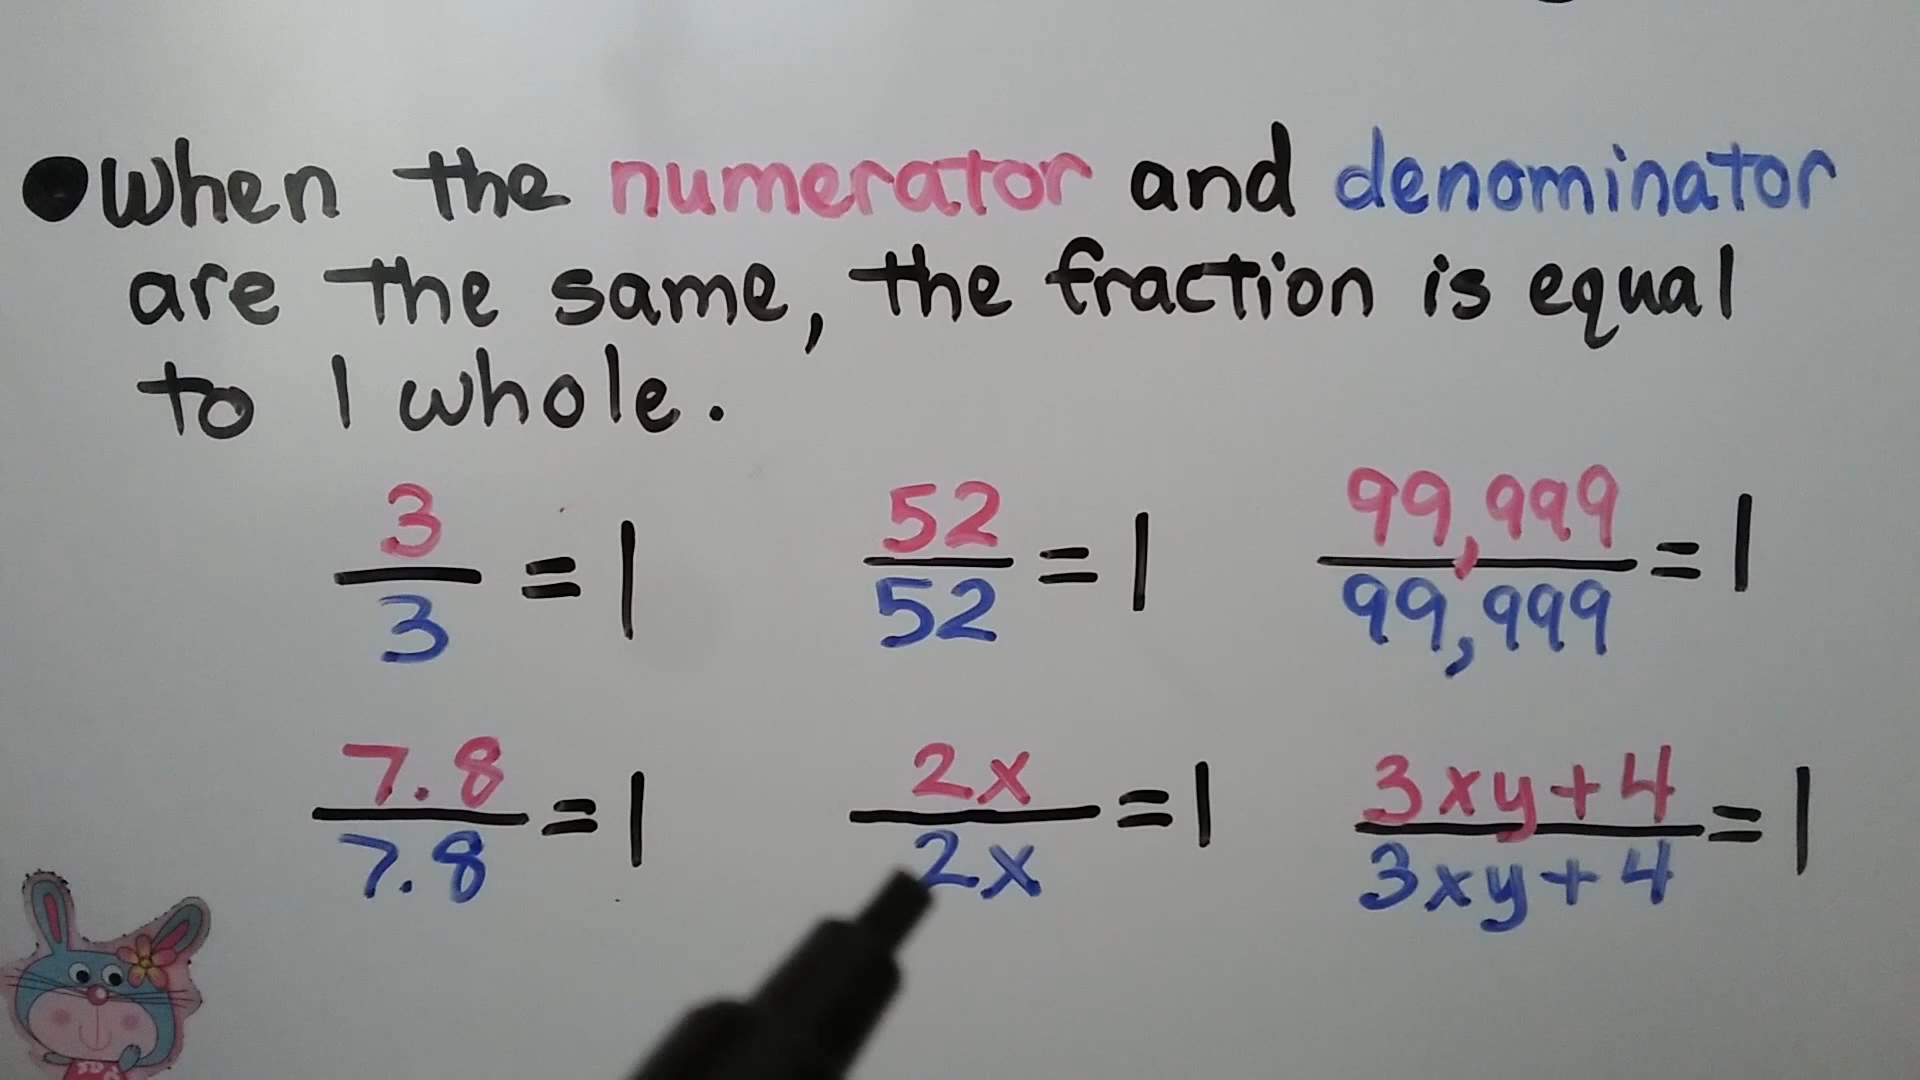 ●When the numerator and denominator
are the same, the fraction is equal
to 1 whole.
3/3 = 1 52/52 = 1 99,999/99,999 = 1
7.8/7.8 = 1 2x/2x = 1 3xy+4/3xy+4 = 1